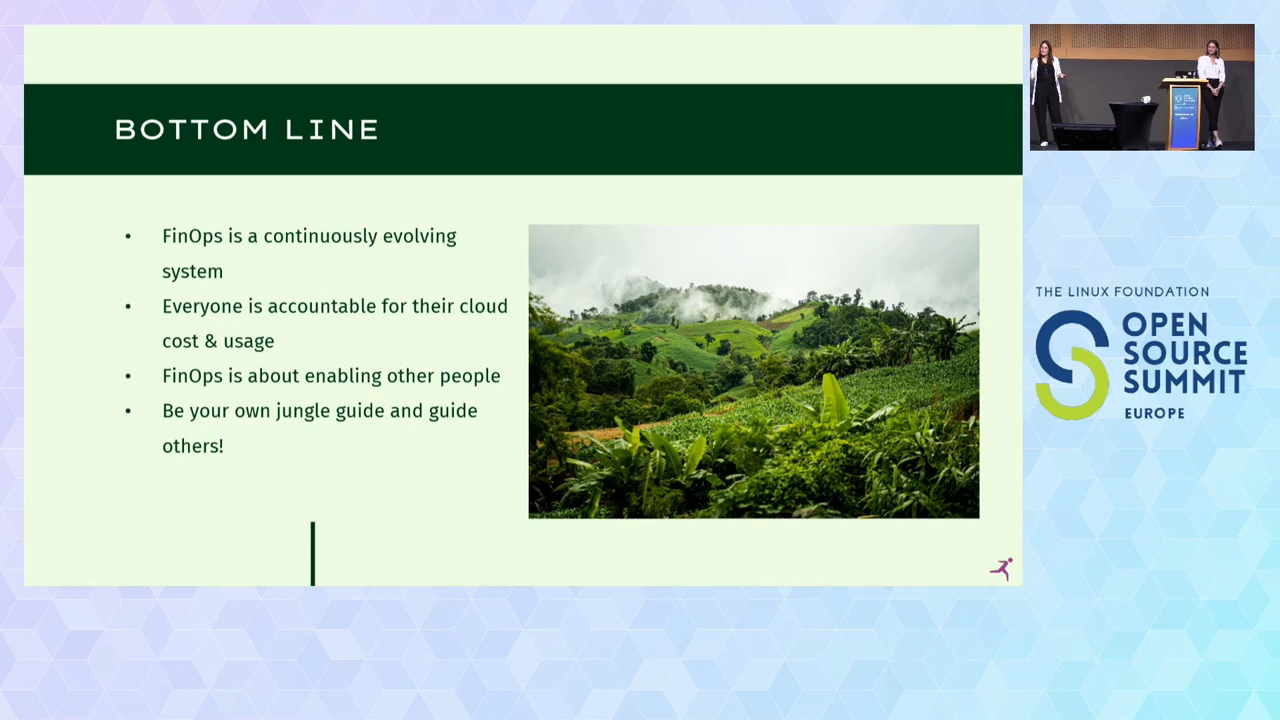 BOTTOM LINE
• FinOps is a continuously evolving
system
• Everyone is accountable for their cloud
cost & usage
• FinOps is about enabling other people
• Be your own jungle guide and guide
others!
THE LINUX FOUNDATION
OPEN
SOURCE
SUMMIT
EUROPE